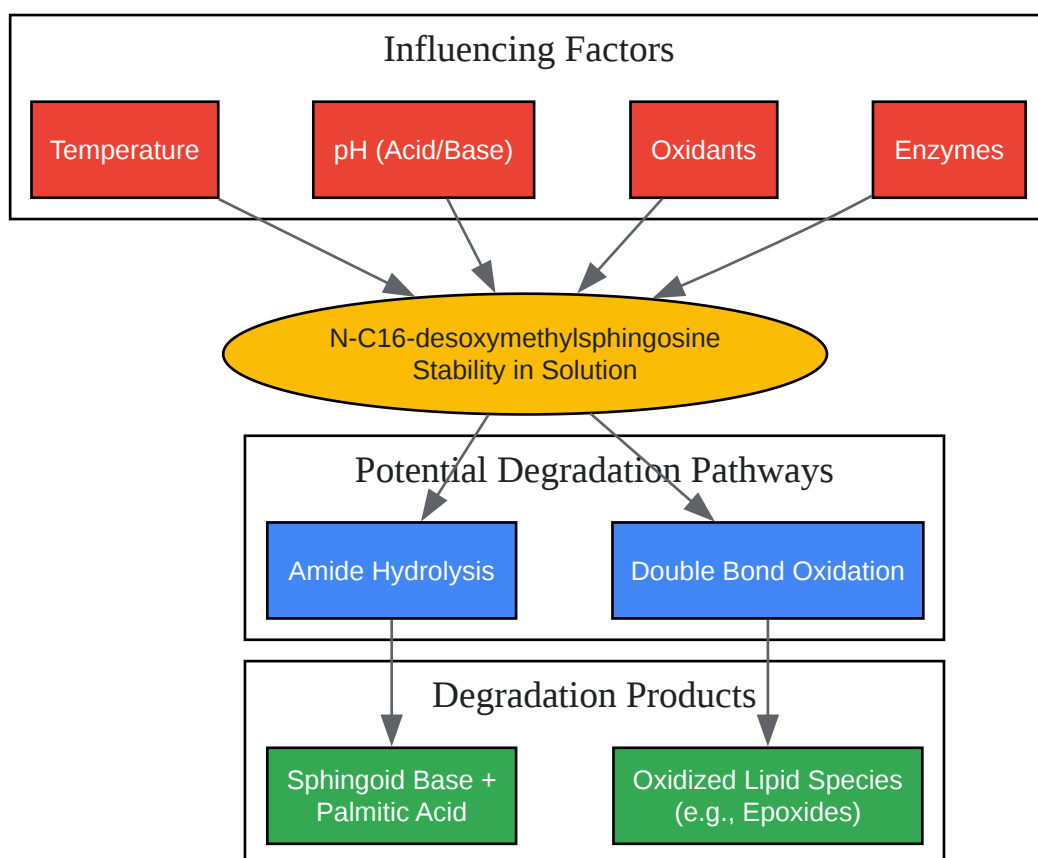 Influencing Factors
Temperature
pH (Acid/Base)
Oxidants
Enzymes
N-C16-desoxymethylsphingosine
Stability in Solution
Potential Degradation Pathways
Amide Hydrolysis
Double Bond Oxidation
Degradation Products
Sphingoid Base +
Palmitic Acid
Oxidized Lipid Species
(e.g., Epoxides)